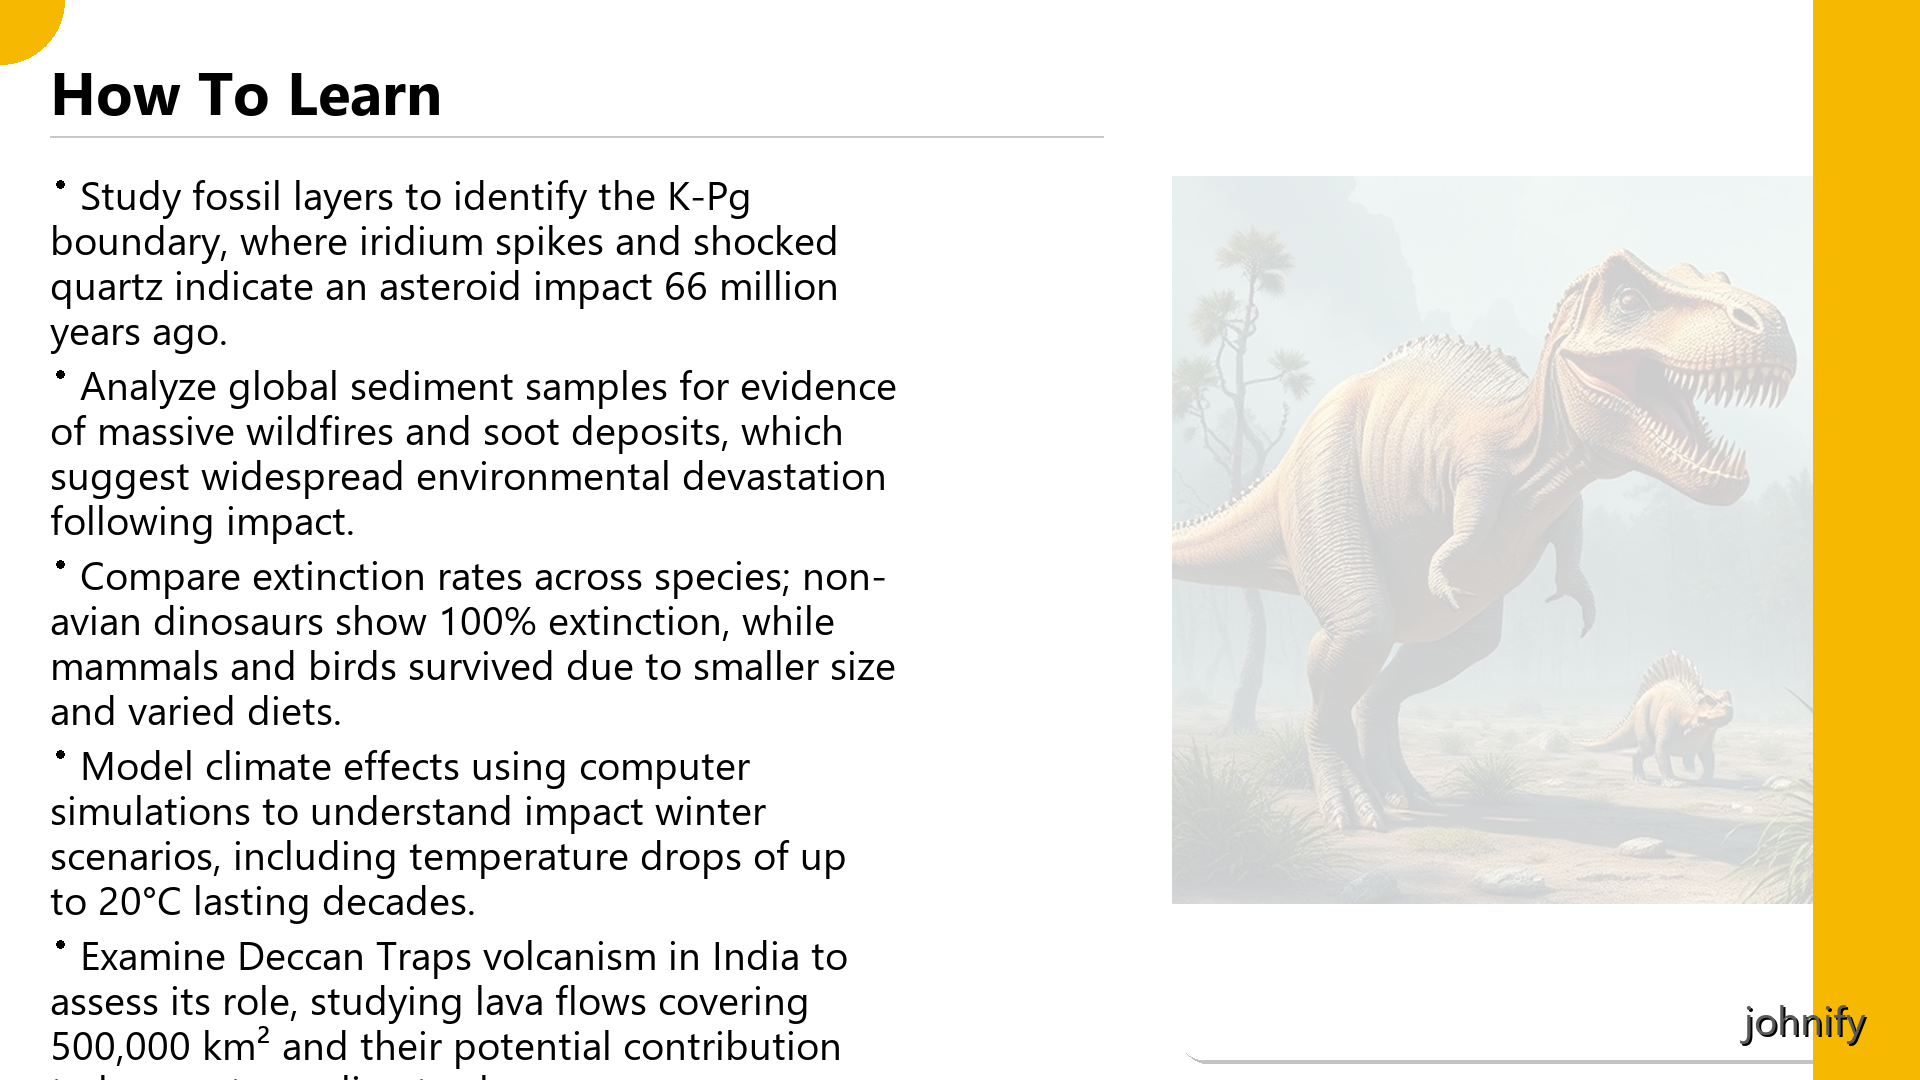 How To Learn
• Study fossil layers to identify the K-Pg
boundary, where iridium spikes and shocked
quartz indicate an asteroid impact 66 million
years ago.
• Analyze global sediment samples for evidence
of massive wildfires and soot deposits, which
suggest widespread environmental devastation
following impact.
• Compare extinction rates across species; non-
avian dinosaurs show 100% extinction, while
mammals and birds survived due to smaller size
and varied diets.
• Model climate effects using computer
simulations to understand impact winter
scenarios, including temperature drops of up
to 20°C lasting decades.
• Examine Deccan Traps volcanism in India to
assess its role, studying lava flows covering
500,000 km² and their potential contribution
johnify